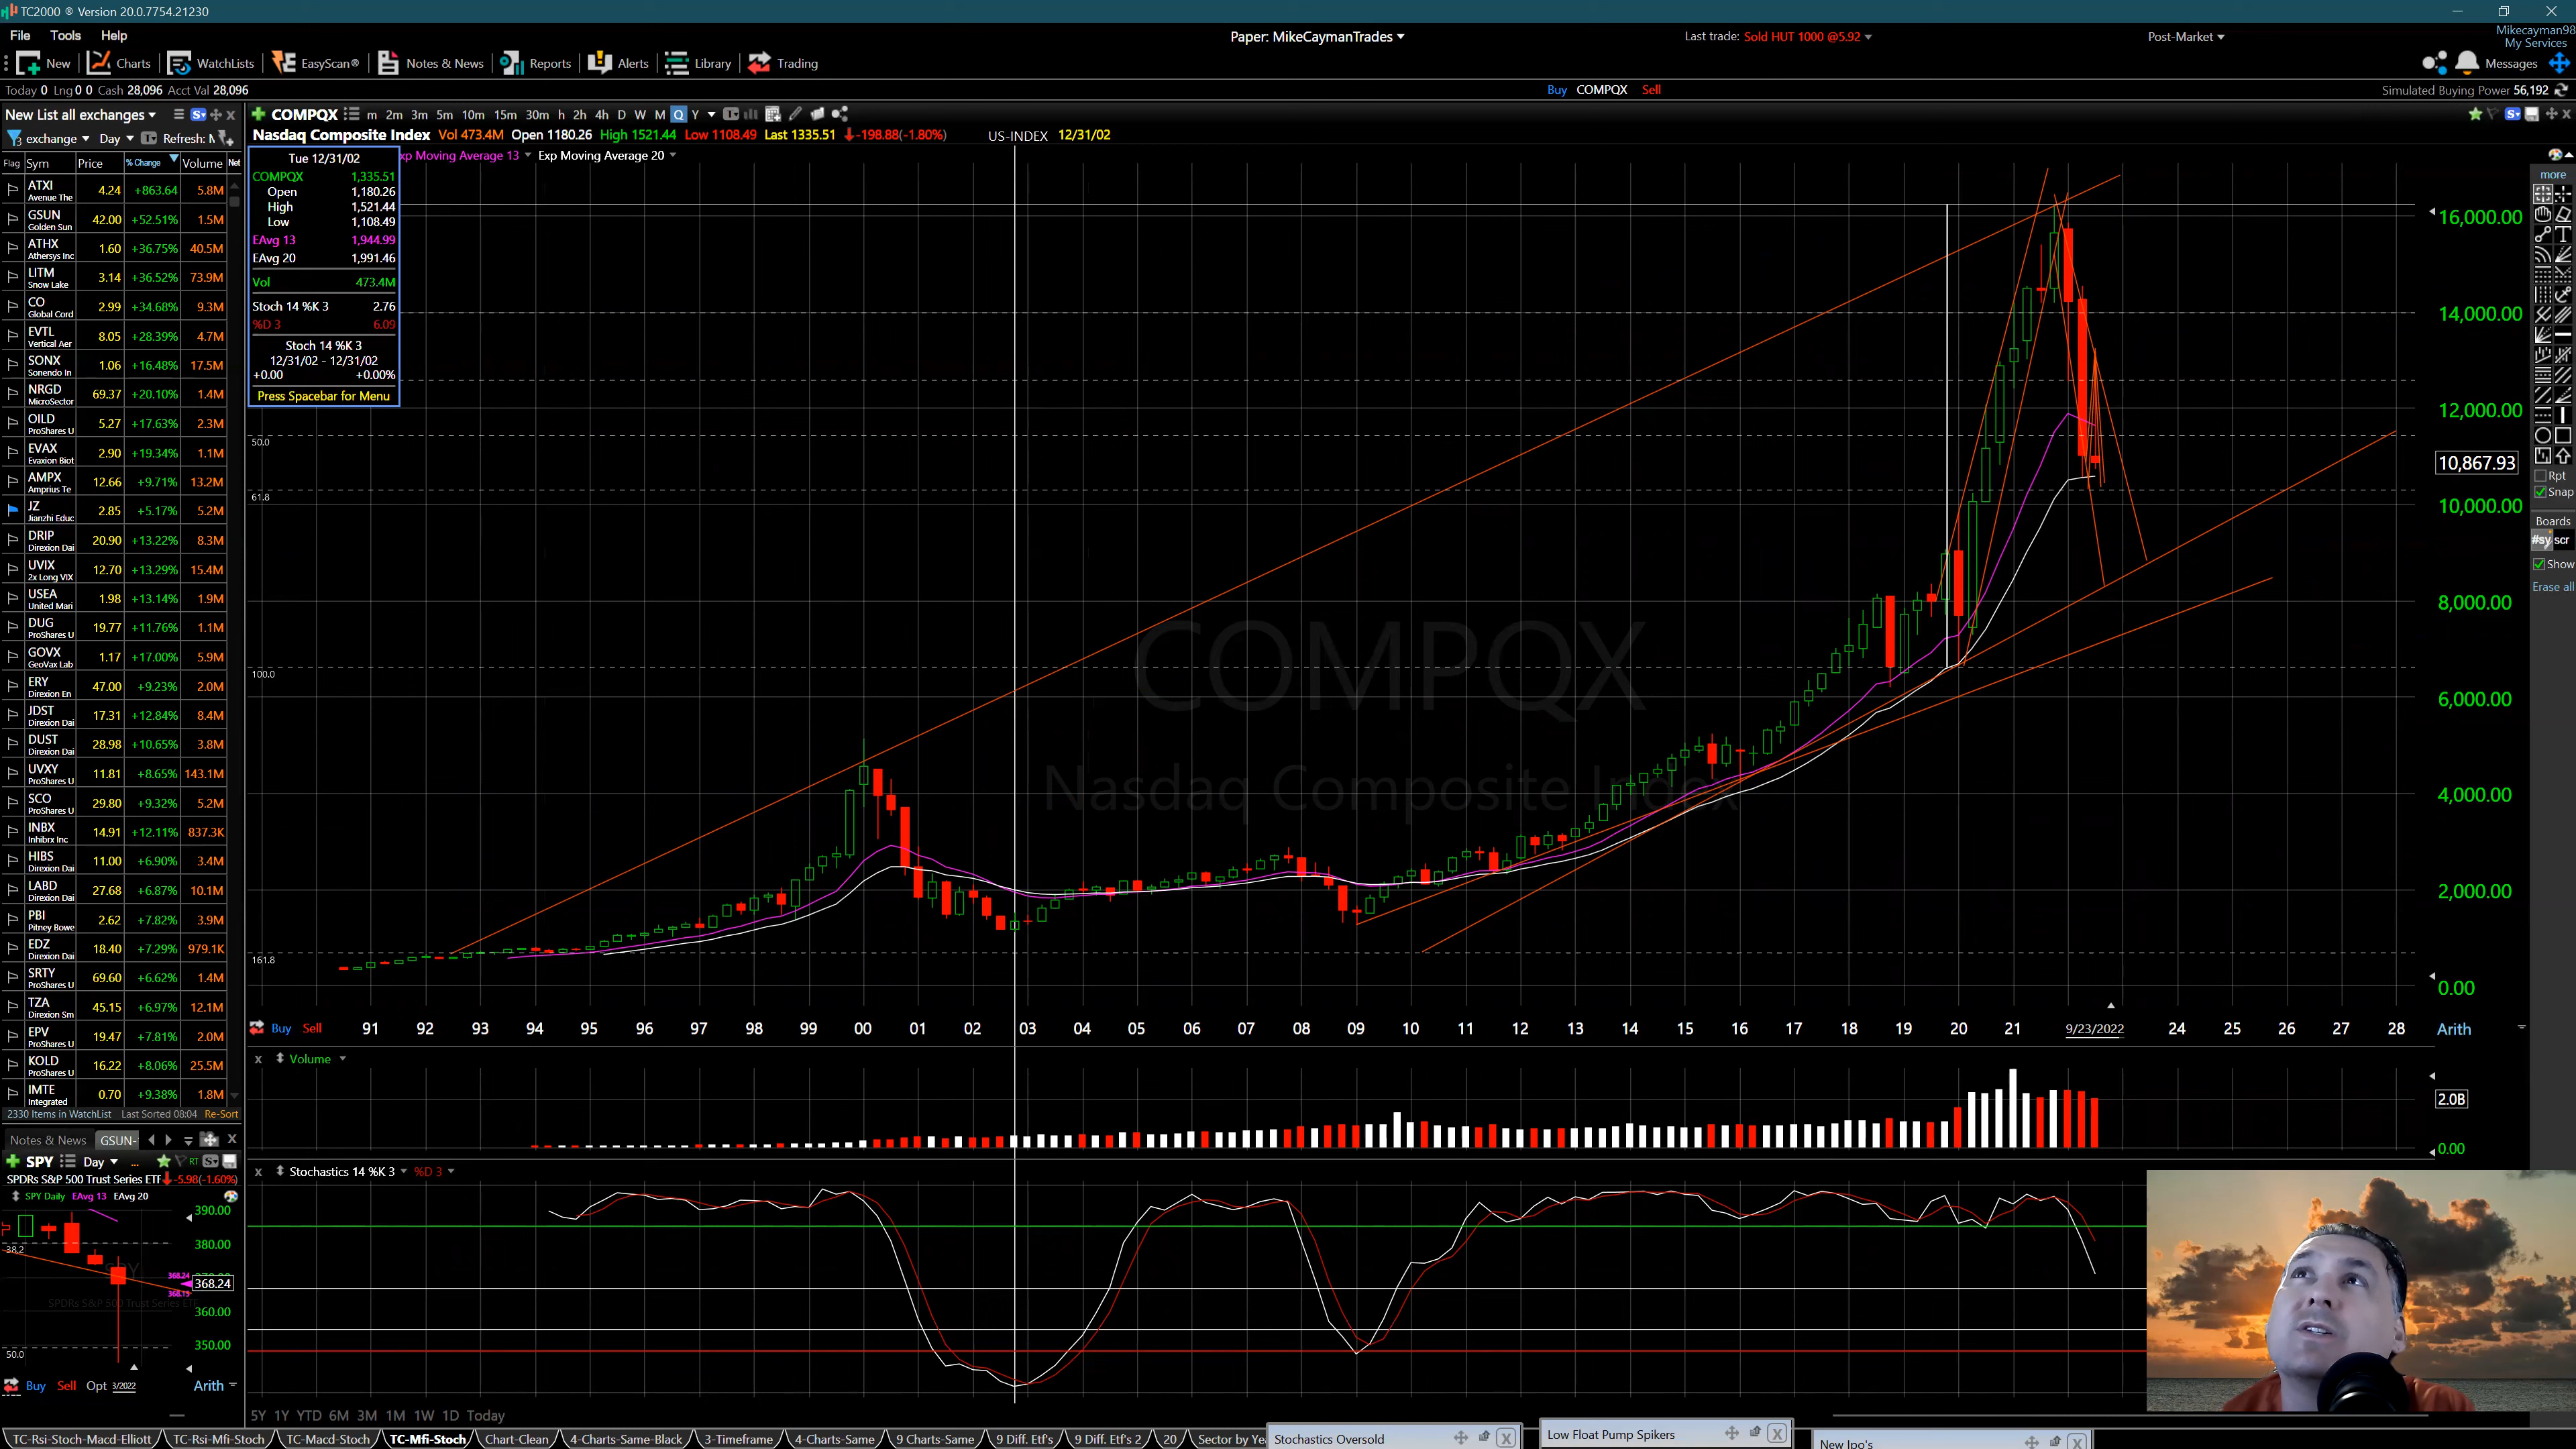 TC2000 ® Version 20.0.7754.21230
File Tools Help
Paper: MikeCaymanTrades
Last trade: Sold HUT 1000 @5.92
Post-Market
Mikecayman98
My Services
New Charts WatchLists EasyScan® Notes & News Reports Alerts Library Trading
Messages
Today 0 Lng 0 0 Cash 28,096 Acct Val 28,096
Buy COMPQX Sell
Simulated Buying Power 56,192
New List all exchanges
COMPQX m 2m 3m 5m 10m 15m 30m h 2h 4h D W M Q Y
Nasdaq Composite Index Vol 473.4M Open 1180.26 High 1521.44 Low 1108.49 Last 1335.51 -198.88(-1.80%) US-INDEX 12/31/02
exchange Day Refresh:
Exp Moving Average 20
Flag Sym Price % Change Volume Net
ATXI 4.24 +863.64 5.8M
Avenue The
GSUN 42.00 +52.51% 1.5M
Golden Sun
ATHX 1.60 +36.75% 40.5M
Athersys Inc
LITM 3.14 +36.52% 73.9M
Snow Lake
CO 2.99 +34.68% 9.3M
Global Cord
EVTL 8.05 +28.39% 4.7M
Vertical Aer
SONX 1.06 +16.48% 17.5M
Sonendo In
NRGD 69.37 +20.10% 1.4M
MicroSector
OILD 5.27 +17.63% 2.3M
ProShares U
EVAX 2.90 +19.34% 1.1M
Evaxion Biot
AMPX 12.66 +9.71% 13.2M
Amprius Te
JZ 2.85 +5.17% 5.2M
Jianzhi Educ
DRIP 20.90 +13.22% 8.3M
Direxion Dai
UVIX 12.70 +13.29% 15.4M
2x Long VIX
USEA 1.98 +13.14% 1.9M
United Mari
DUG 19.77 +11.76% 1.1M
ProShares U
GOVX 1.17 +17.00% 5.9M
GeoVax Lab
ERY 47.00 +9.23% 2.0M
Direxion En
JDST 17.31 +12.84% 8.4M
Direxion Dai
DUST 28.98 +10.65% 3.8M
Direxion Dai
UVXY 11.81 +8.65% 143.1M
ProShares U
SCO 29.80 +9.32% 5.2M
ProShares U
INBX 14.91 +12.11% 837.3K
Inhibrx Inc
HIBS 11.00 +6.90% 3.4M
Direxion Dai
LABD 27.68 +6.87% 10.1M
Direxion Dai
PBI 2.62 +7.82% 3.9M
Pitney Bowe
EDZ 18.40 +7.29% 979.1K
Direxion Dai
SRTY 69.60 +6.62% 1.4M
ProShares U
TZA 45.15 +6.97% 12.1M
Direxion Sm
EPV 19.47 +7.81% 2.0M
ProShares U
KOLD 16.22 +8.06% 25.5M
ProShares U
IMTE 0.70 +9.38% 1.8M
Integrated
2330 Items in WatchList Last Sorted 08:04 Re-Sort
Tue 12/31/02
COMPQX 1,335.51
Open 1,180.26
High 1,521.44
Low 1,108.49
EAvg 13 1,944.99
EAvg 20 1,991.46
Vol 473.4M
Stoch 14 %K 3 2.76
%D 3 6.09
Stoch 14 %K 3
12/31/02 - 12/31/02
+0.00 +0.00%
Press Spacebar for Menu
50.0
61.8
100.0
161.8
COMPQX
Nasdaq Composite Index
16,000.00
14,000.00
12,000.00
10,867.93
10,000.00
8,000.00
6,000.00
4,000.00
2,000.00
0.00
more
Rpt
Snap
Boards
#sy scr
Show
Erase all
Buy Sell 91 92 93 94 95 96 97 98 99 00 01 02 03 04 05 06 07 08 09 10 11 12 13 14 15 16 17 18 19 20 21 9/23/2022 24 25 26 27 28 Arith
x Volume
2.0B
0.00
x Stochastics 14 %K 3 %D 3
Notes & News GSUN-
SPY Day ... RT
SPDRs S&P 500 Trust Series ETF -5.98(-1.60%)
SPY Daily EAvg 13 EAvg 20
390.00
38.2
380.00
SPY
368.24
368.24
368.15
360.00
350.00
50.0
Buy Sell Opt 3/2022 Arith
5Y 1Y YTD 6M 3M 1M 1W 1D Today
TC-Rsi-Stoch-Macd-Elliott TC-Rsi-Mfi-Stoch TC-Macd-Stoch TC-Mfi-Stoch Chart-Clean 4-Charts-Same-Black 3-Timeframe 4-Charts-Same 9 Charts-Same 9 Diff. Etf's 9 Diff. Etf's 2 20 Sector by Ye
Stochastics Oversold X
Low Float Pump Spikers X
New Ipo's X